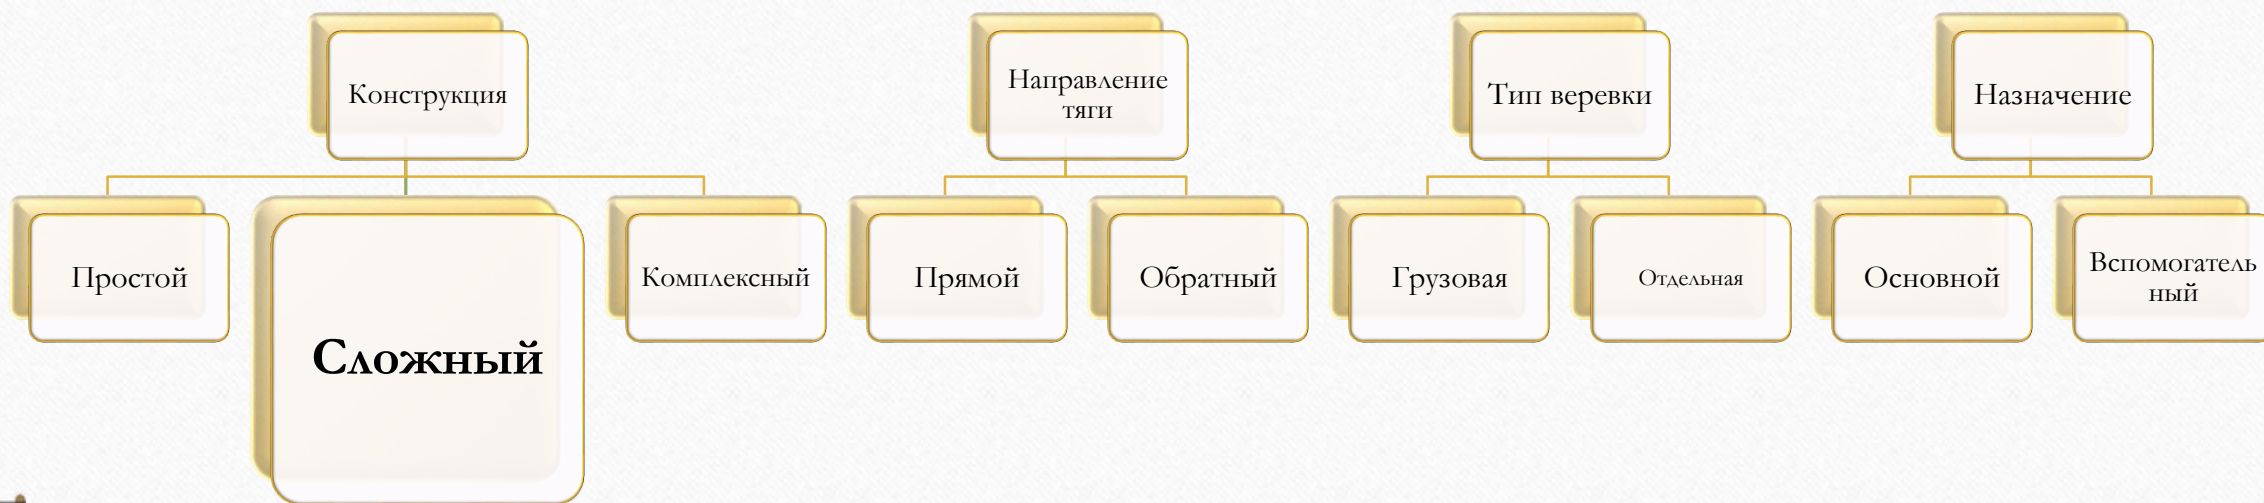 Конструкция
Направление
тяги
Тип веревки
Назначение
Простой
Сложный
Комплексный
Прямой
Обратный
Грузовая
Отдельная
Основной
Вспомогатель
ный